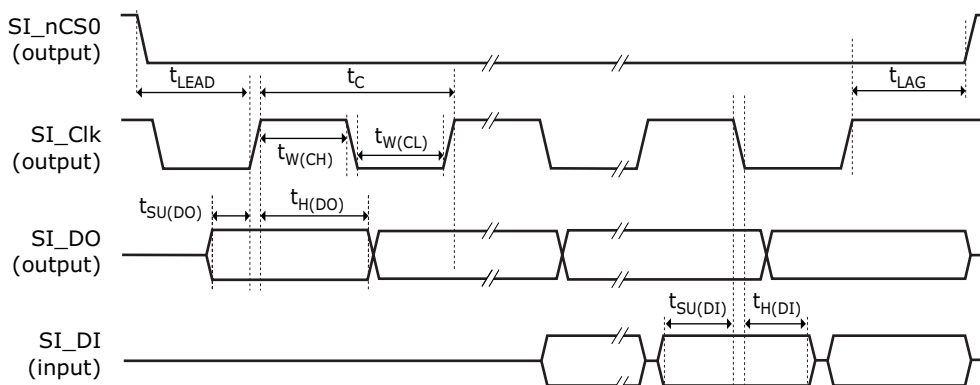 SI_nCS0
(output)
tLEAD
tC
tLAG
SI_Clk
(output)
tW(CH)
tW(CL)
tSU(DO)
tH(DO)
SI_DO
(output)
tSU(DI)
tH(DI)
SI_DI
(input)